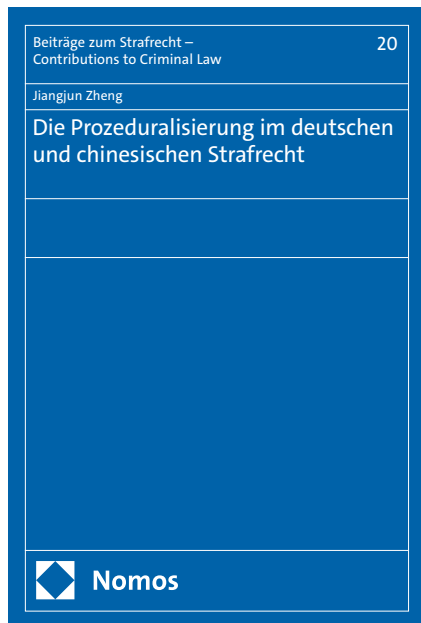 Beiträge zum Strafrecht –
Contributions to Criminal Law
20
Jiangjun Zheng
Die Prozeduralisierung im deutschen
und chinesischen Strafrecht
Nomos